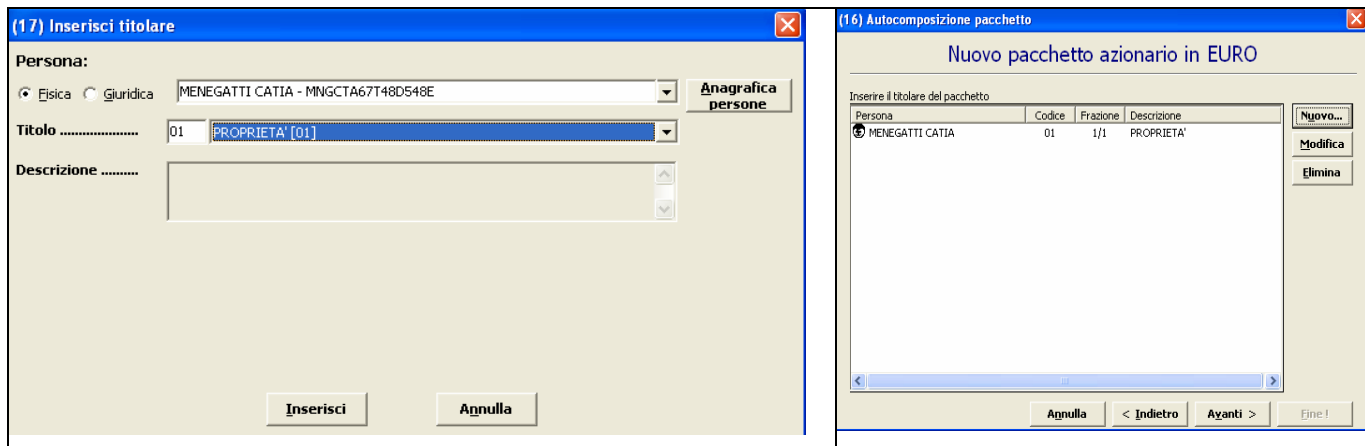 (17) Inserisci titolare
Persona:
Fisica Giuridica MENEGATTI CATIA - MNGCTA67T48D548E Anagrafica persone
Titolo ..................... 01 PROPRIETA' [01]
Descrizione ..........
Inserisci Annulla
(16) Autocomposizione pacchetto
Nuovo pacchetto azionario in EURO
Inserire il titolare del pacchetto
Persona Codice Frazione Descrizione
MENEGATTI CATIA 01 1/1 PROPRIETA'
Nuovo...
Modifica
Elimina
Annulla < Indietro Avanti > Fine !